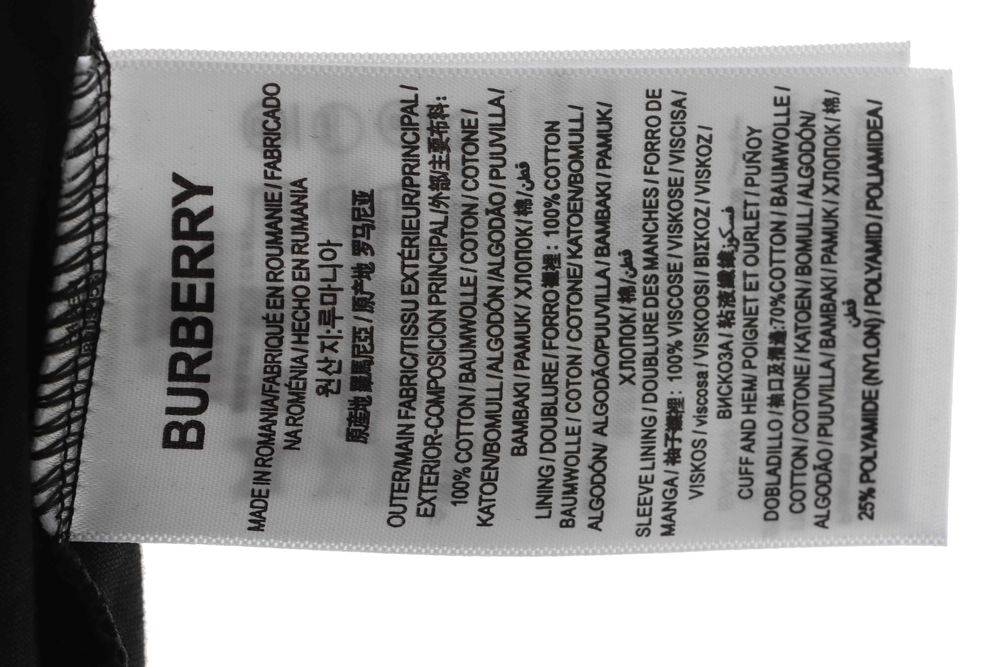 BURBERRY
MADE IN ROMANIA/FABRIQUÉ EN ROUMANIE/FABRICADO
NA ROMÉNIA/HECHO EN RUMANIA
원산지:루마니아
原産地 羅馬尼亞/原产地 罗马尼亚
OUTER/MAIN FABRIC/TISSU EXTÉRIEUR/PRINCIPAL/
EXTERIOR-COMPOSICION PRINCIPAL/外部/主要布料:
100% COTTON/BAUMWOLLE/COTON/COTONE/
KATOEN/BOMULL/ALGODÓN/ALGODÃO/PUUVILLA/
BAMBAKI/PAMUK/ХЛОПОК/棉/قطن
LINING/DOUBLURE/FORRO襯裡: 100% COTTON
BAUMWOLLE/COTON/COTONE/KATOEN/BOMULL/
ALGODÓN/ ALGODÃO/PUUVILLA/BAMBAKI/PAMUK/
ХЛОПОК/棉/قطن
SLEEVE LINING/DOUBLURE DES MANCHES/FORRO DE
MANGA/袖子襯裡: 100% VISCOSE/VISKOSE/VISCISA/
VISKOS/viscosa/VISKOOSI/ΒΙΣΚΟΖ/VISKOZ/
ВИСКОЗА/粘液纖維/فسكوز
CUFF AND HEM/ POIGNET ET OURLET/PUÑOY
DOBLADILLO/袖口及摺邊:70%COTTON/BAUMWOLLE/
COTTON/COTONE/KATOEN/BOMULL/ALGODÓN/
ALGODÃO/PUUVILLA/BAMBAKI/PAMUK/ХЛОПОК/棉/
قطن
25% POLYAMIDE (NYLON)/POLYAMID/POLIAMIDEA/